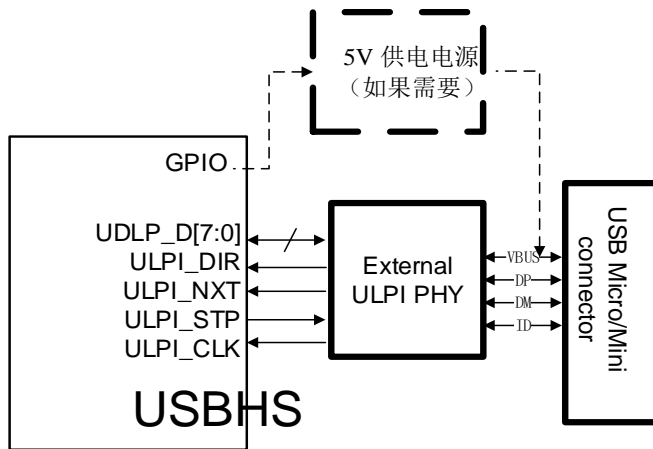 5V 供电电源
（如果需要）
GPIO
UDLP_D[7:0]
ULPI_DIR
ULPI_NXT
ULPI_STP
ULPI_CLK
USBHS
External
ULPI PHY
VBUS
DP
DM
ID
USB Micro/Mini
connector